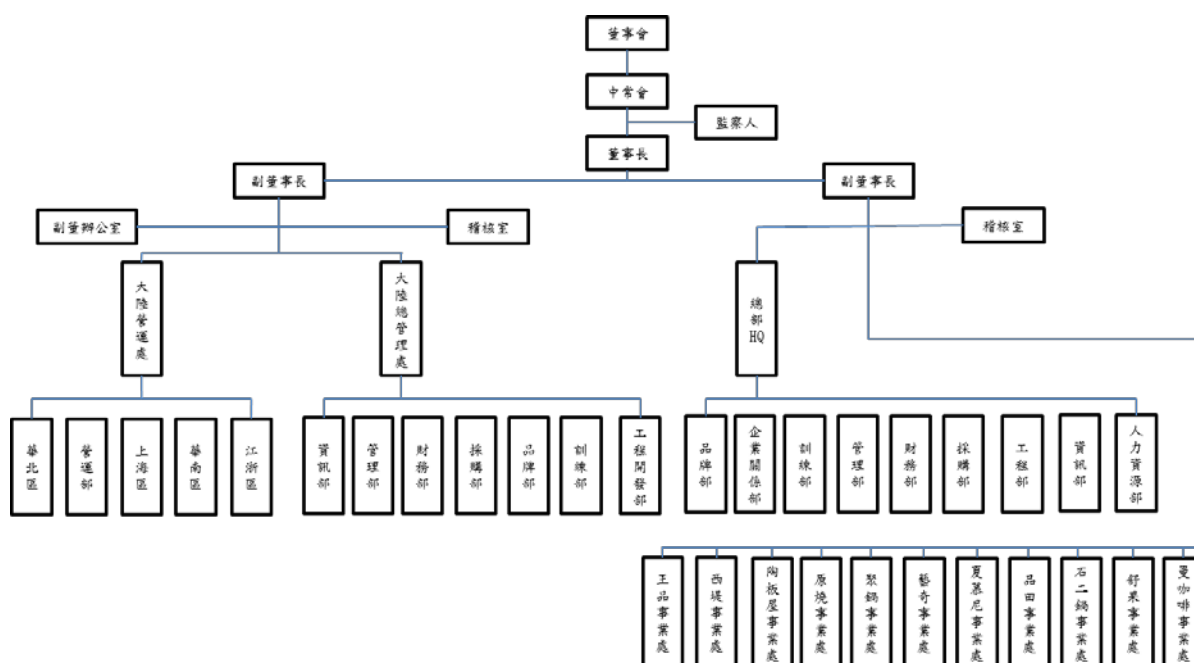 董事會
中常會
監察人
董事長
副董事長
副董事長
副董辦公室
稽核室
稽核室
大陸營運處
大陸總管理處
總部HQ
華北區
營運部
上海區
華南區
江浙區
資訊部
管理部
財務部
採購部
品牌部
訓練部
工程開發部
品牌部
企業關係部
訓練部
管理部
財務部
採購部
工程部
資訊部
人力資源部
王品事業處
西堤事業處
陶板屋事業處
原燒事業處
聚鍋事業處
藝奇事業處
夏慕尼事業處
品田事業處
石二鍋事業處
舒果事業處
曼咖啡事業處